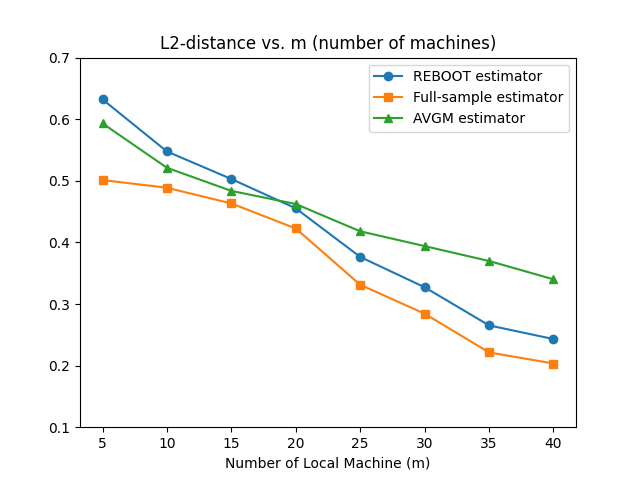 L2-distance vs. m (number of machines)
REBOOT estimator
Full-sample estimator
AVGM estimator
0.7
0.6
0.5
0.4
0.3
0.2
0.1
5 10 15 20 25 30 35 40
Number of Local Machine (m)